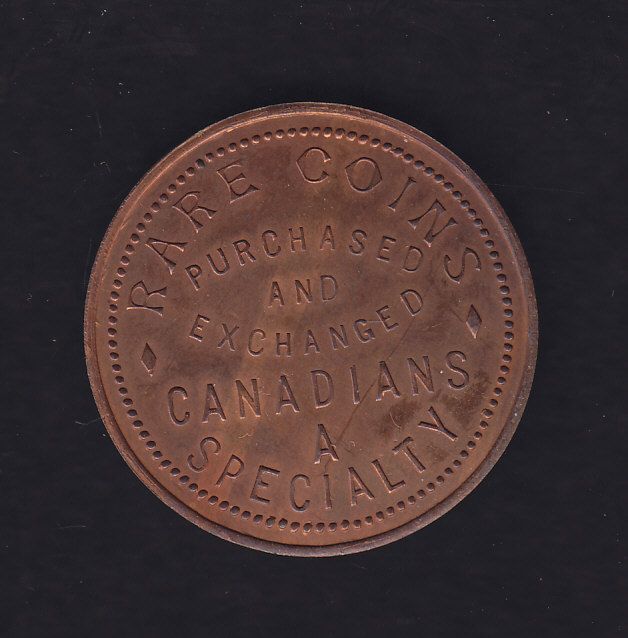 RARE COINS
PURCHASED
AND
EXCHANGED
CANADIANS
A
SPECIALTY